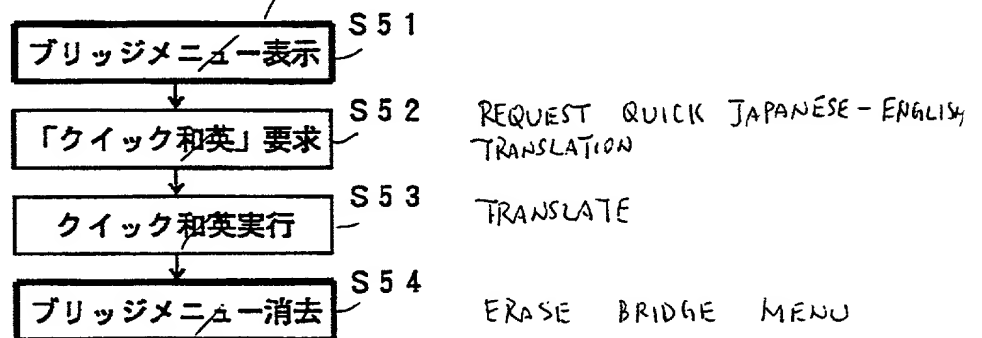 S51
ブリッジメニュー表示
S52
「クイック和英」要求
REQUEST QUICK JAPANESE-ENGLISH
TRANSLATION
S53
クイック和英実行
TRANSLATE
S54
ブリッジメニュー消去
ERASE BRIDGE MENU